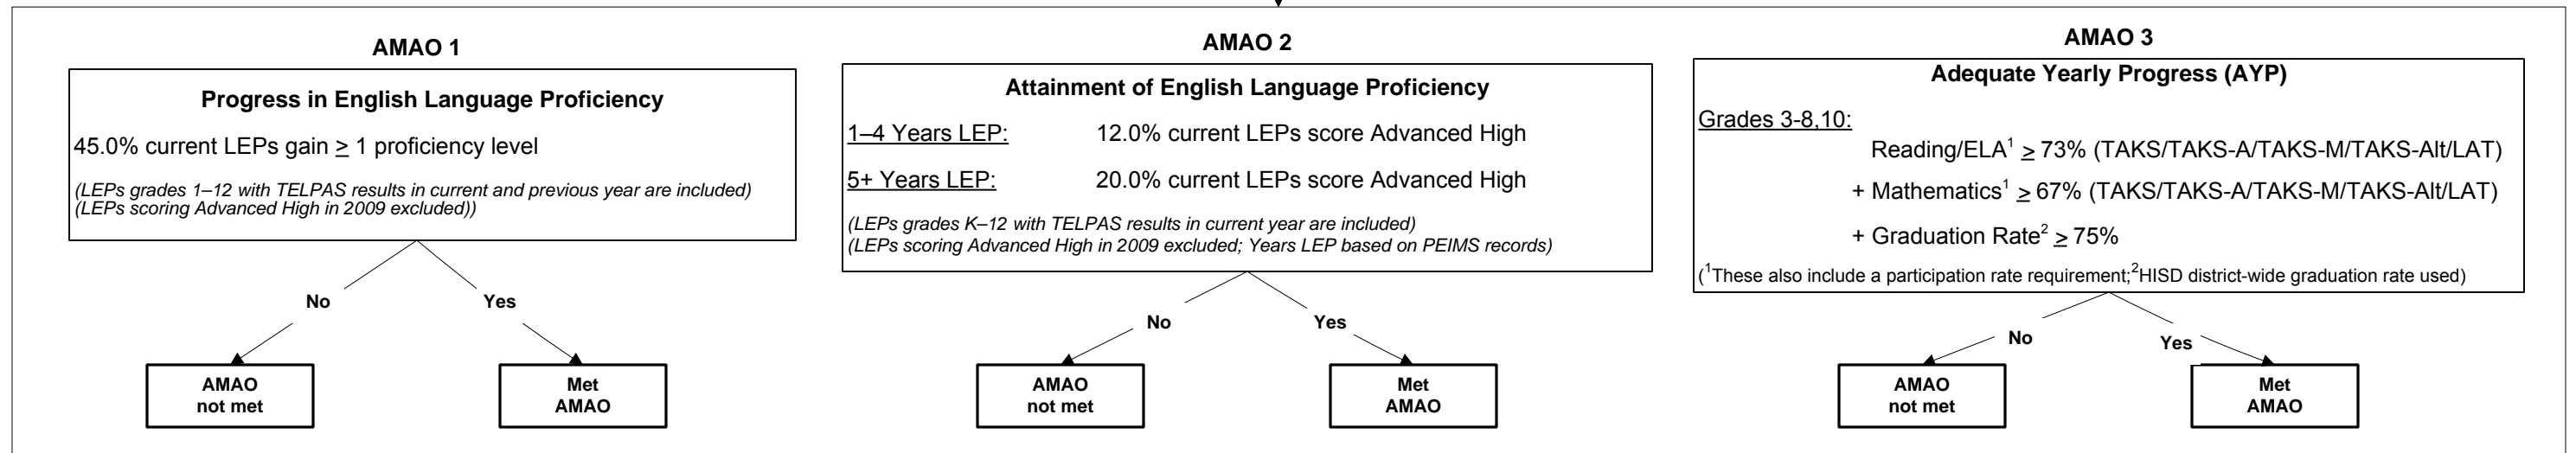 AMAO 1
Progress in English Language Proficiency
45.0% current LEPs gain ≥ 1 proficiency level
(LEPs grades 1–12 with TELPAS results in current and previous year are included)
(LEPs scoring Advanced High in 2009 excluded))
No
Yes
AMAO
not met
Met
AMAO
AMAO 2
Attainment of English Language Proficiency
1–4 Years LEP: 12.0% current LEPs score Advanced High
5+ Years LEP: 20.0% current LEPs score Advanced High
(LEPs grades K–12 with TELPAS results in current year are included)
(LEPs scoring Advanced High in 2009 excluded; Years LEP based on PEIMS records)
No
Yes
AMAO
not met
Met
AMAO
AMAO 3
Adequate Yearly Progress (AYP)
Grades 3-8,10:
Reading/ELA¹ ≥ 73% (TAKS/TAKS-A/TAKS-M/TAKS-Alt/LAT)
+ Mathematics¹ ≥ 67% (TAKS/TAKS-A/TAKS-M/TAKS-Alt/LAT)
+ Graduation Rate² ≥ 75%
(¹These also include a participation rate requirement;²HISD district-wide graduation rate used)
No
Yes
AMAO
not met
Met
AMAO